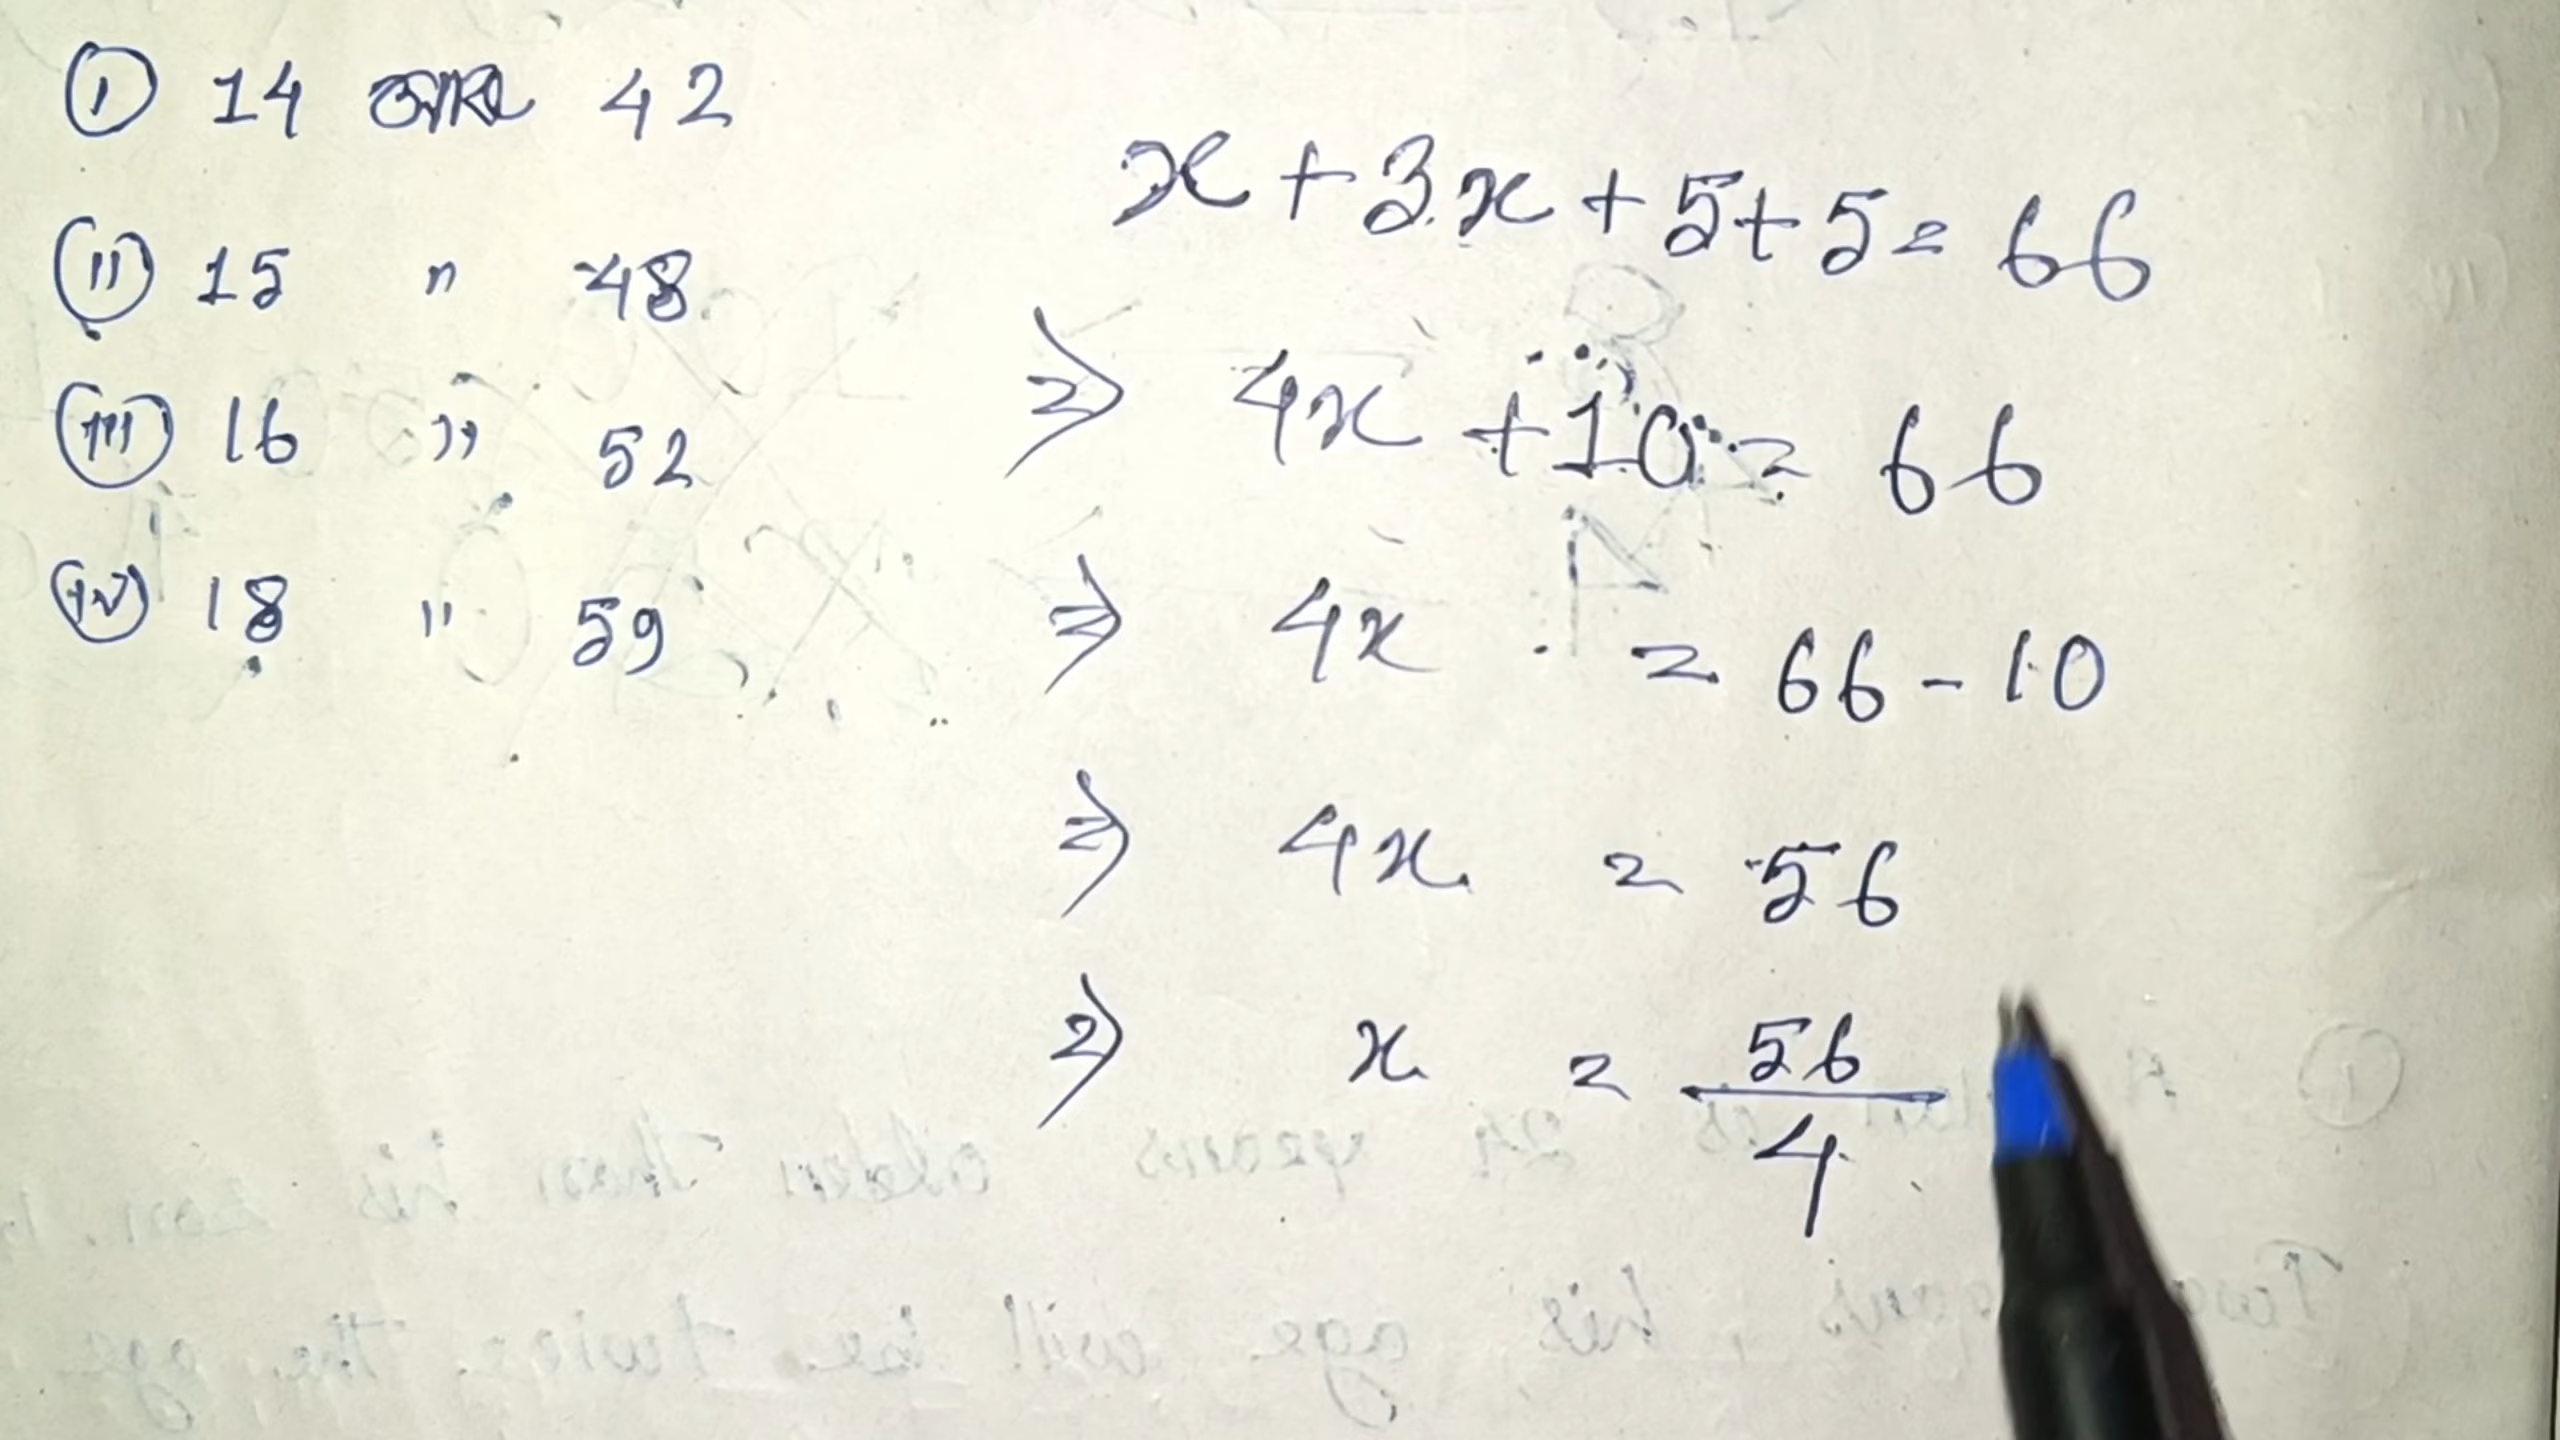 (i) 14 আৰু 42
(ii) 15 " 48
(iii) 16 " 52
(iv) 18 " 59
x + 3x + 5 + 5 = 66
⇒ 4x + 10 = 66
⇒ 4x = 66 - 10
⇒ 4x = 56
⇒ x = 56/4